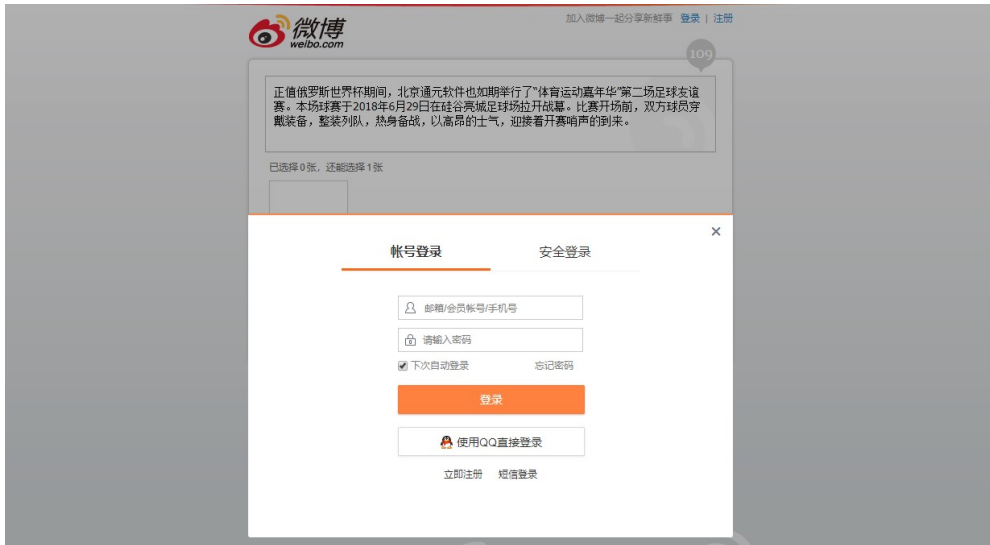 微博
weibo.com
加入微博一起分享新鲜事 登录 | 注册
109
正值俄罗斯世界杯期间，北京通元软件也如期举行了"体育运动嘉年华"第二场足球友谊
赛。本场球赛于2018年6月29日在硅谷亮城足球场拉开战幕。比赛开场前，双方球员穿
戴装备，整装列队，热身备战，以高昂的士气，迎接着开赛哨声的到来。
已选择0张，还能选择1张
帐号登录 安全登录
邮箱/会员帐号/手机号
请输入密码
下次自动登录 忘记密码
登录
使用QQ直接登录
立即注册 短信登录